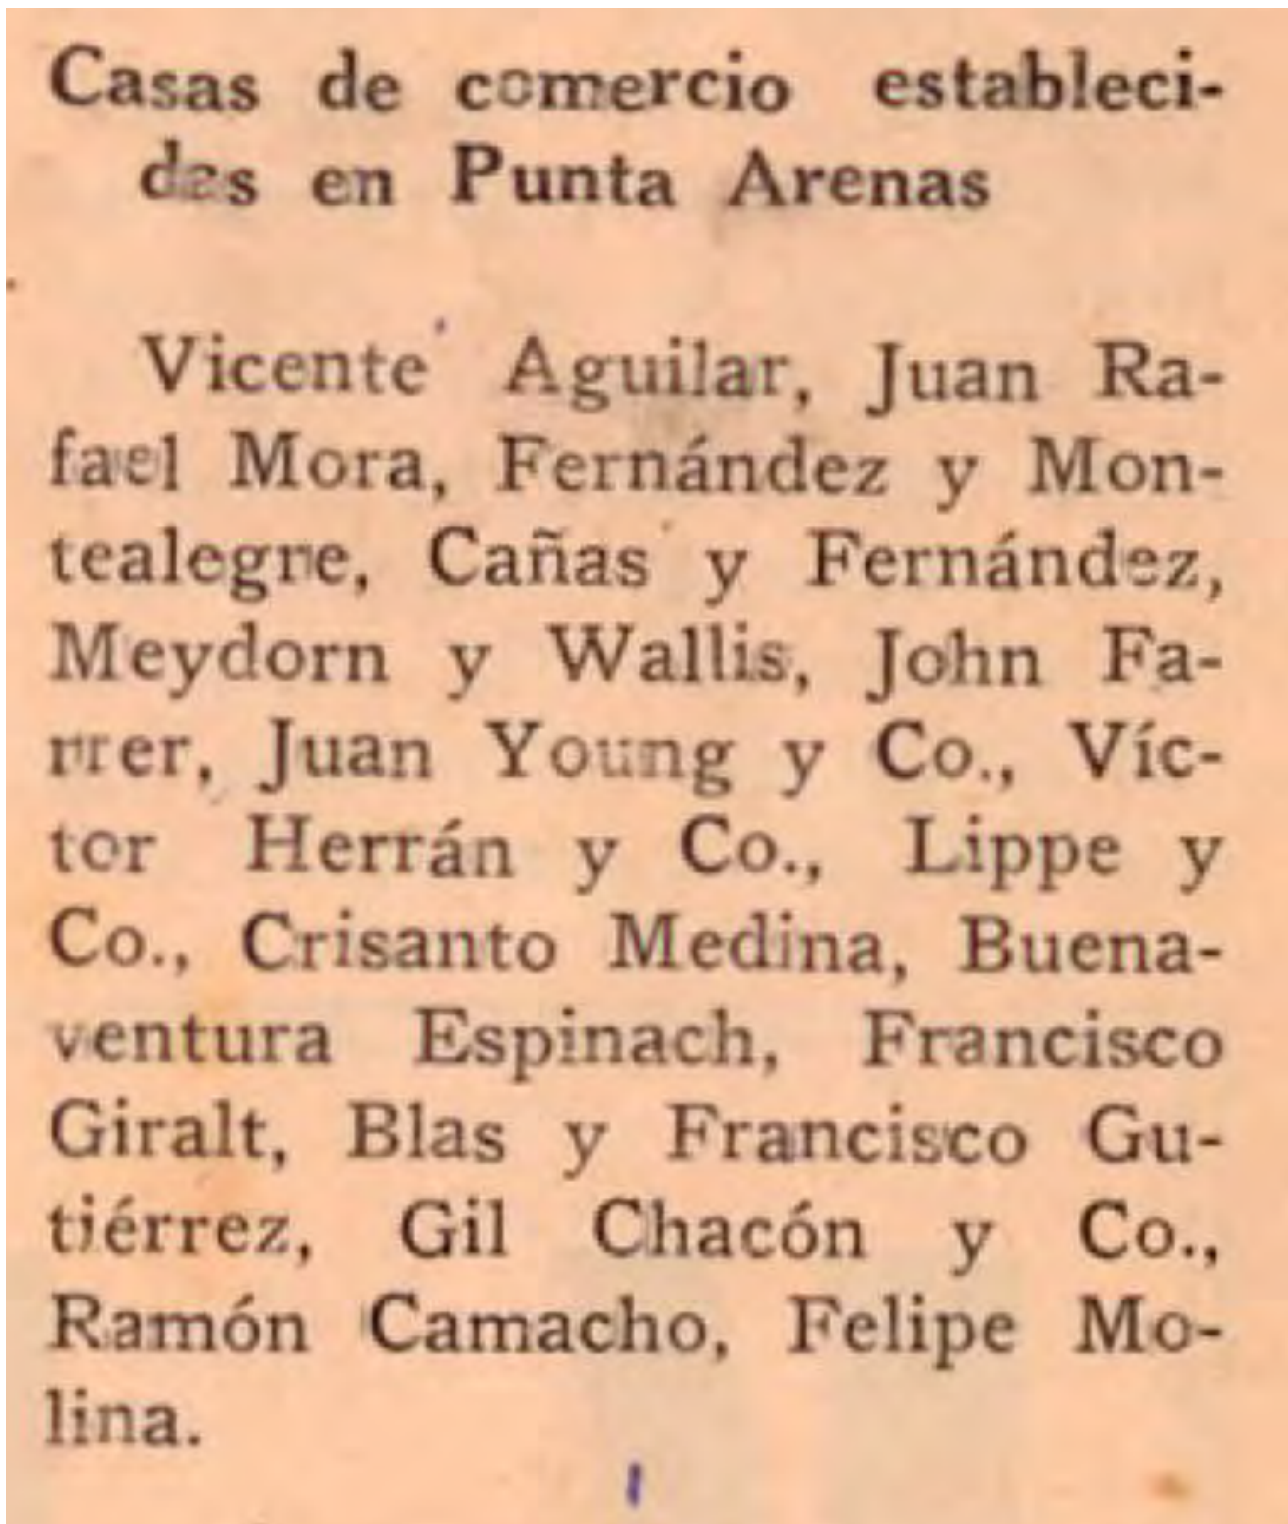 Casas de comercio estableci-
das en Punta Arenas
Vicente Aguilar, Juan Ra-
fael Mora, Fernández y Mon-
tealegre, Cañas y Fernández,
Meydorn y Wallis, John Fa-
rrer, Juan Young y Co., Víc-
tor Herrán y Co., Lippe y
Co., Crisanto Medina, Buena-
ventura Espinach, Francisco
Giralt, Blas y Francisco Gu-
tiérrez, Gil Chacón y Co.,
Ramón Camacho, Felipe Mo-
lina.